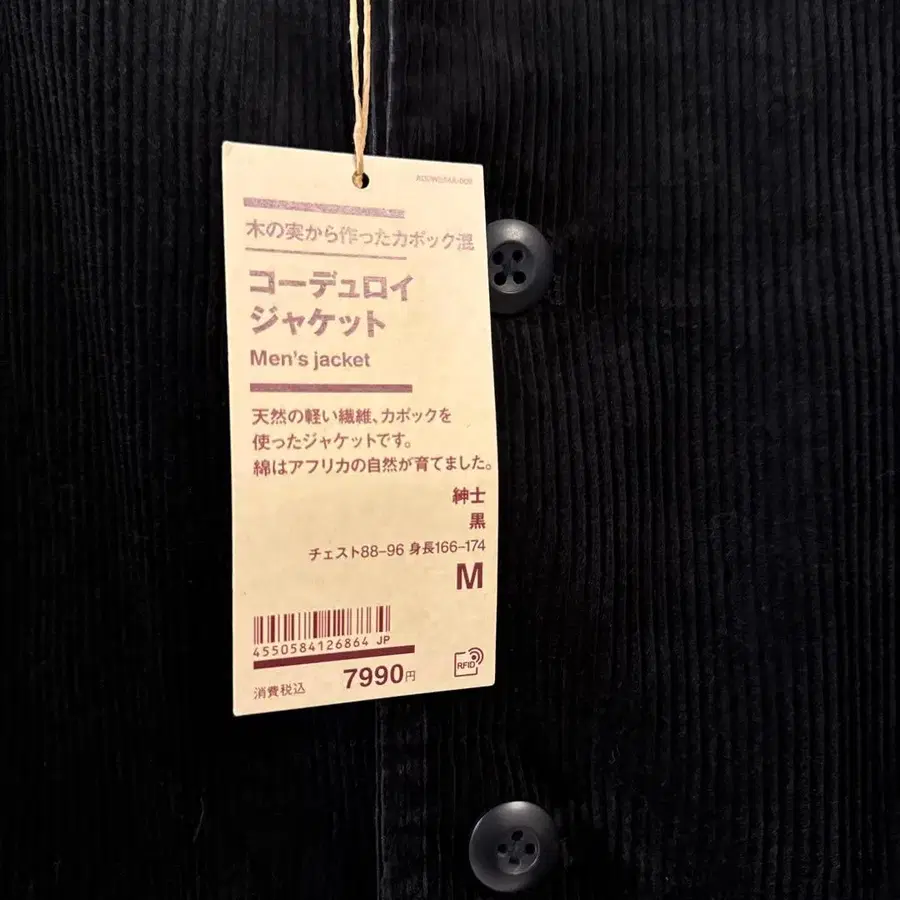 木の実から作ったカポック混
コーデュロイ
ジャケット
Men's jacket
天然の軽い繊維、カポックを
使ったジャケットです。
綿はアフリカの自然が育てました。
紳士
黒
チェスト88-96 身長166-174
M
4550584126864 JP
消費税込 7990円
RFID